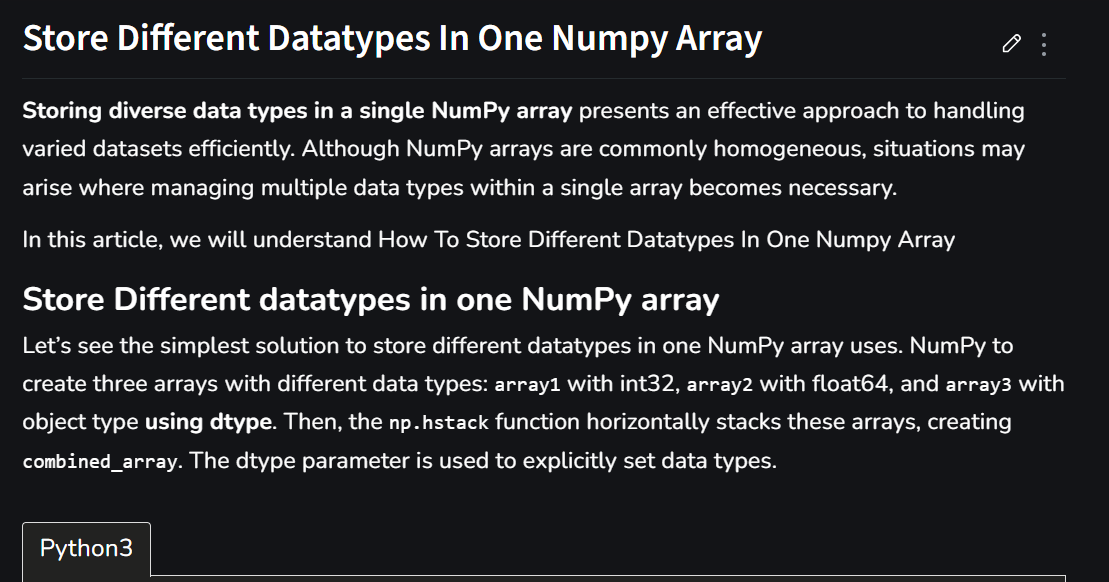 Store Different Datatypes In One Numpy Array
Storing diverse data types in a single NumPy array presents an effective approach to handling
varied datasets efficiently. Although NumPy arrays are commonly homogeneous, situations may
arise where managing multiple data types within a single array becomes necessary.
In this article, we will understand How To Store Different Datatypes In One Numpy Array
Store Different datatypes in one NumPy array
Let's see the simplest solution to store different datatypes in one NumPy array uses. NumPy to
create three arrays with different data types: array1 with int32, array2 with float64, and array3 with
object type using dtype. Then, the np.hstack function horizontally stacks these arrays, creating
combined_array. The dtype parameter is used to explicitly set data types.
Python3